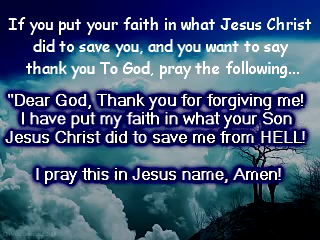 If you put your faith in what Jesus Christ
did to save you, and you want to say
thank you To God, pray the following...
"Dear God, Thank you for forgiving me!
I have put my faith in what your Son
Jesus Christ did to save me from HELL!
I pray this in Jesus name, Amen!